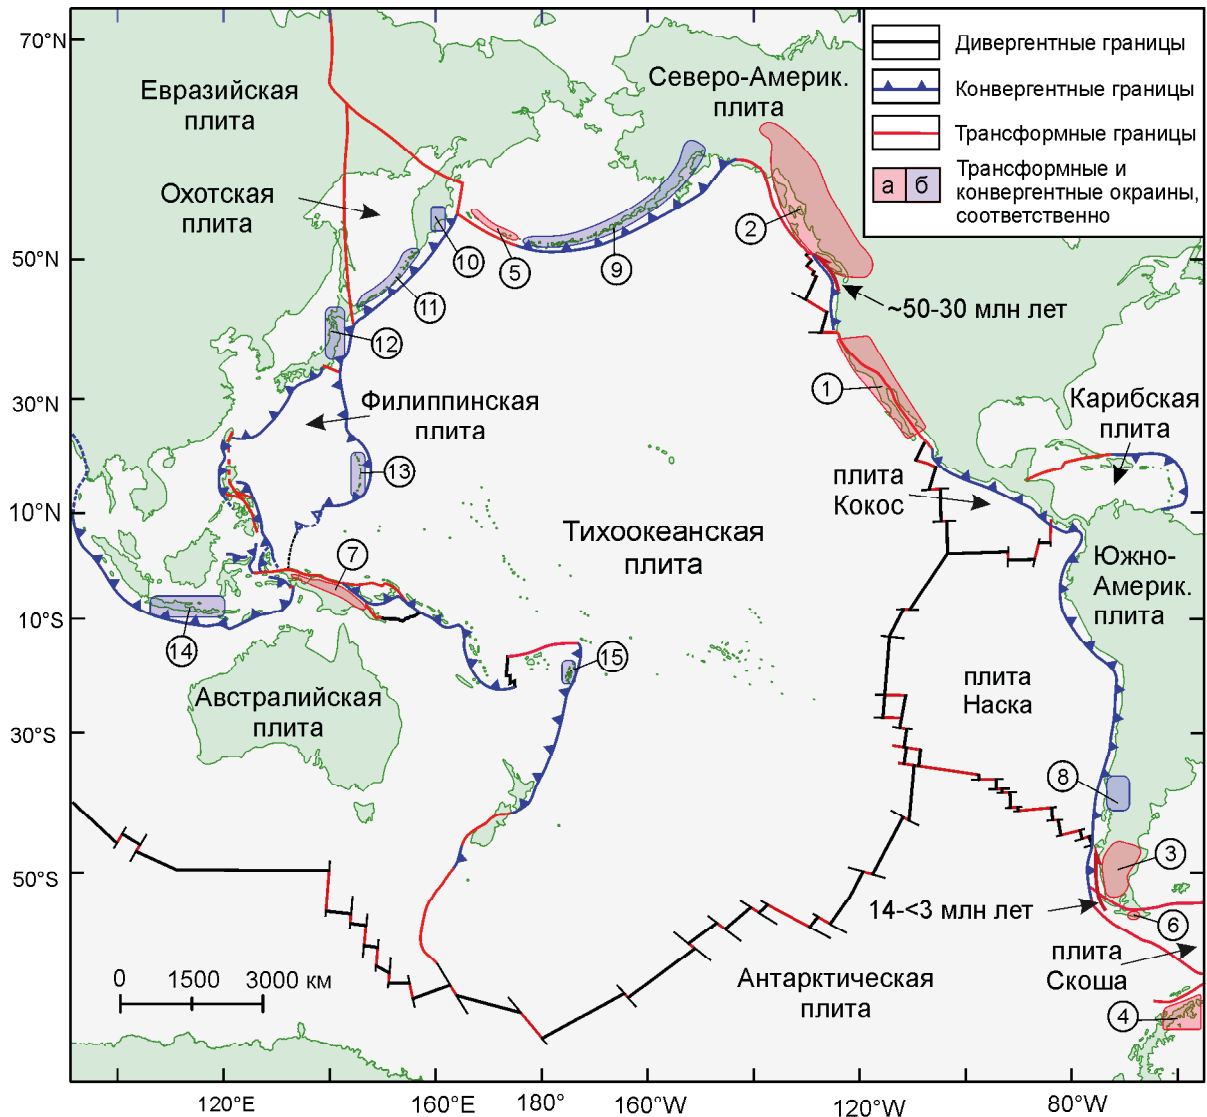 70°N
50°N
30°N
10°N
10°S
30°S
50°S
Евразийская
плита
Охотская
плита
Северо-Америк.
плита
Дивергентные границы
Конвергентные границы
Трансформные границы
а
б
Трансформные и
конвергентные окраины,
соответственно
2
10
5
9
11
12
~50-30 млн лет
1
Филиппинская
плита
13
Карибская
плита
плита
Кокос
Тихоокеанская
плита
7
Южно-
Америк.
плита
14
15
Австралийская
плита
плита
Наска
8
3
14-<3 млн лет
6
плита
Скоша
0
1500
3000 км
Антарктическая
плита
4
120°E
160°E
180°
160°W
120°W
80°W